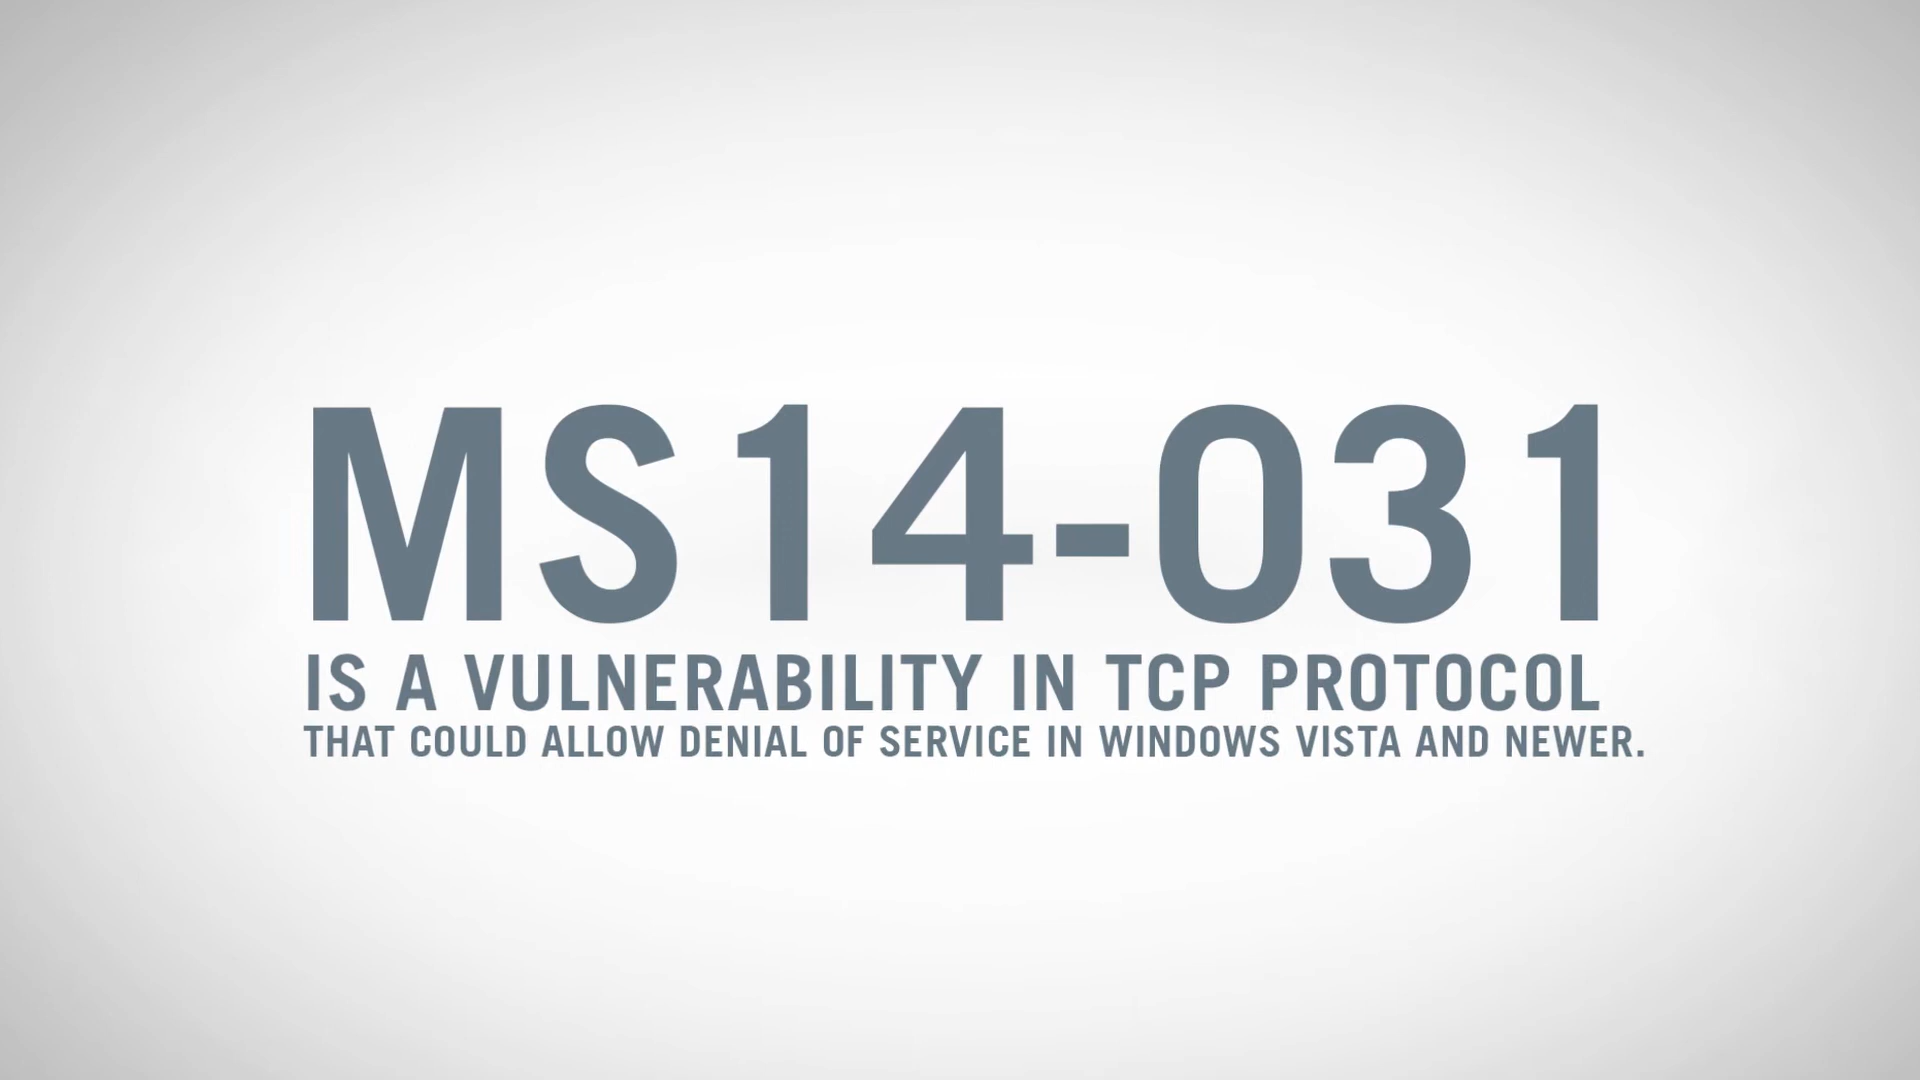 MS14-031
IS A VULNERABILITY IN TCP PROTOCOL
THAT COULD ALLOW DENIAL OF SERVICE IN WINDOWS VISTA AND NEWER.